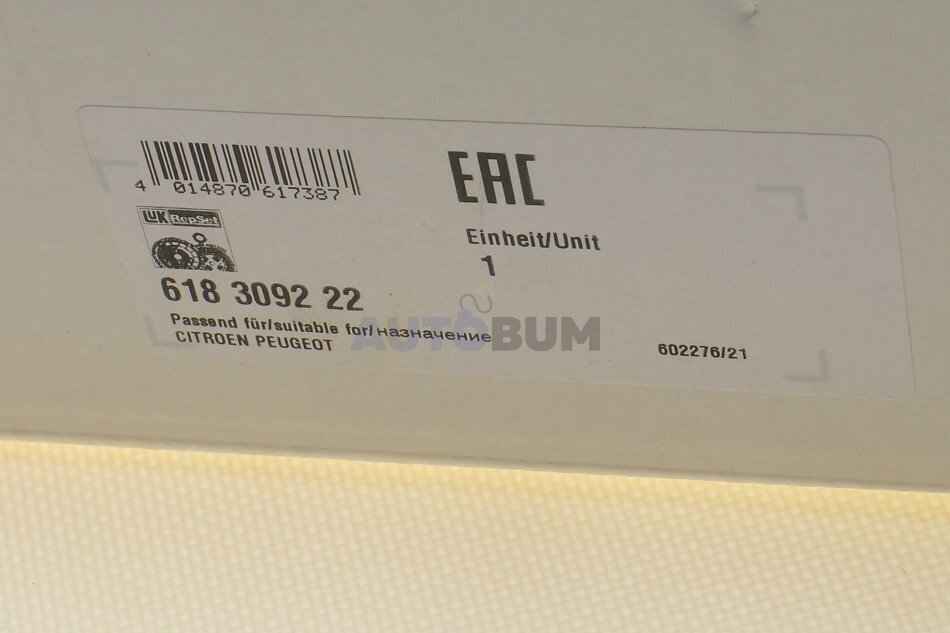 4 014870 617387
EAC
LuK RepSet
Einheit/Unit
1
618 3092 22
Passend für/suitable for/назначение
CITROEN PEUGEOT
602276/21
AUTOBUM